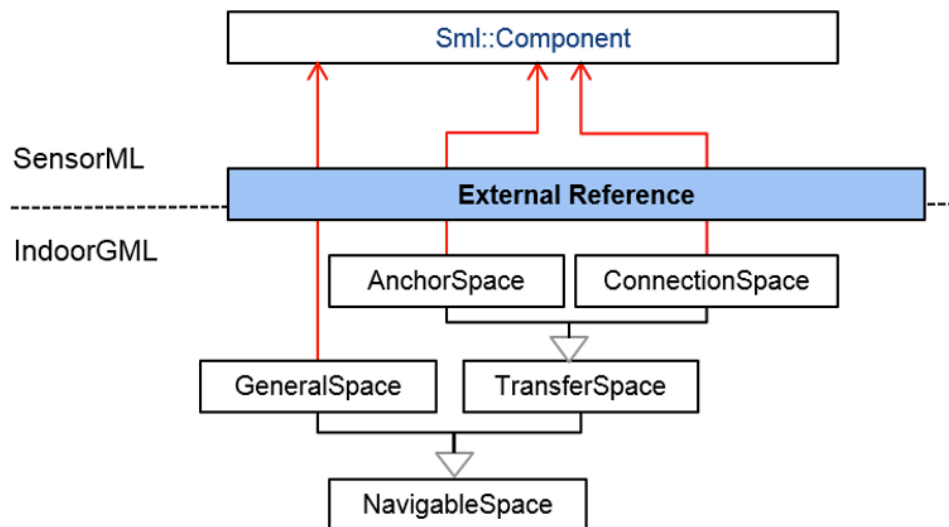 Sml::Component
SensorML
External Reference
IndoorGML
AnchorSpace
ConnectionSpace
GeneralSpace
TransferSpace
NavigableSpace